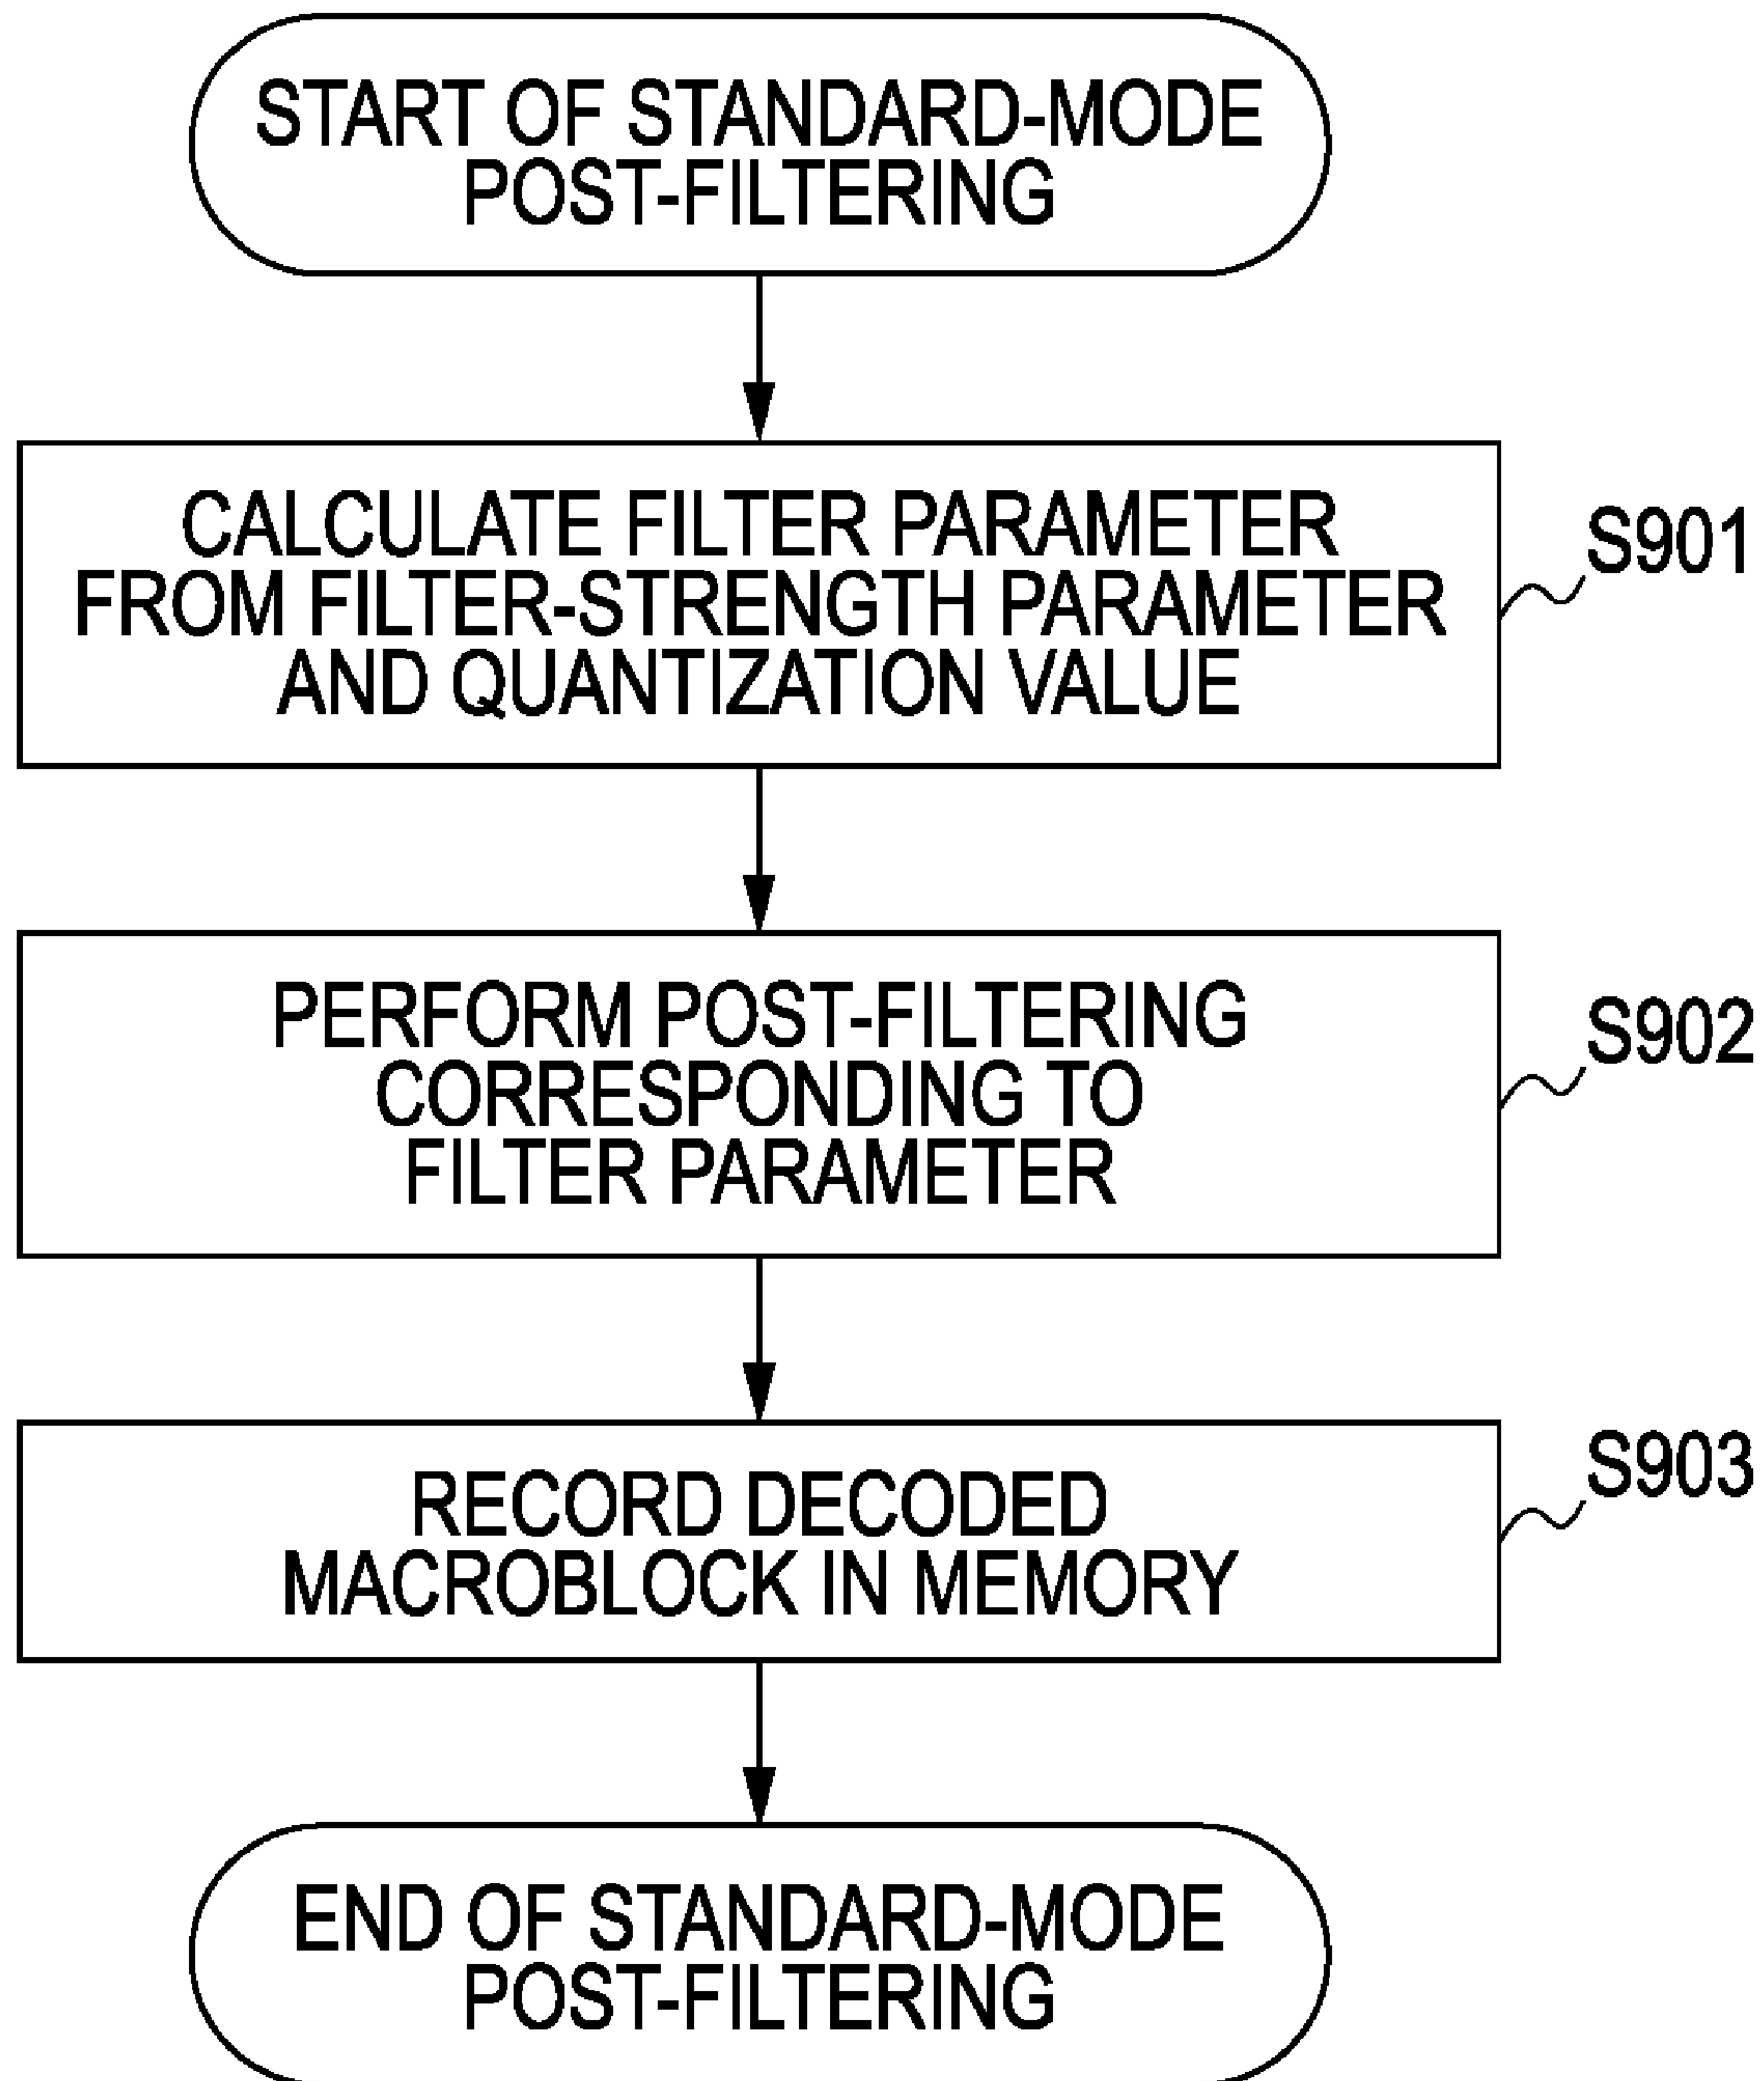 START OF STANDARD-MODE
POST-FILTERING
CALCULATE FILTER PARAMETER
FROM FILTER-STRENGTH PARAMETER
AND QUANTIZATION VALUE
S901
PERFORM POST-FILTERING
CORRESPONDING TO
FILTER PARAMETER
S902
RECORD DECODED
MACROBLOCK IN MEMORY
S903
END OF STANDARD-MODE
POST-FILTERING